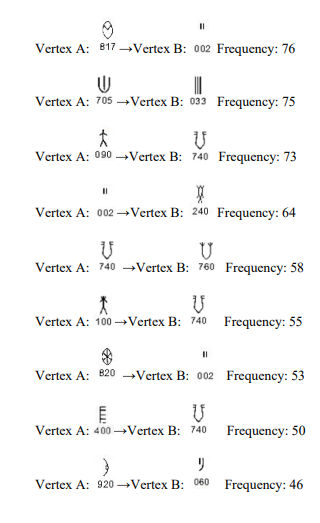 Vertex A: 817 →Vertex B: 002 Frequency: 76
Vertex A: 705 →Vertex B: 033 Frequency: 75
Vertex A: 090 →Vertex B: 740 Frequency: 73
Vertex A: 002 →Vertex B: 240 Frequency: 64
Vertex A: 740 →Vertex B: 760 Frequency: 58
Vertex A: 100 →Vertex B: 740 Frequency: 55
Vertex A: 820 →Vertex B: 002 Frequency: 53
Vertex A: 400 →Vertex B: 740 Frequency: 50
Vertex A: 920 →Vertex B: 060 Frequency: 46